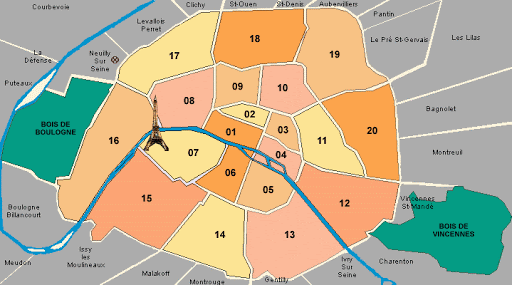 Courbevoie
Clichy
St-Ouen
St-Denis
Aubervilliers
Levallois
Perret
Pantin
La
Défense
Neuilly
Sur
Seine
Le Pré St-Gervais
Les Lilas
Puteaux
17
18
19
08
09
10
BOIS DE
BOULOGNE
02
Bagnolet
01
03
11
20
16
07
04
Montreuil
06
05
15
12
Vincennes
St-Mandé
Boulogne
Billancourt
BOIS DE
VINCENNES
14
13
Issy
les
Moulineaux
Meudon
Malakoff
Montrouge
Gentilly
Ivry
Sur
Seine
Charenton